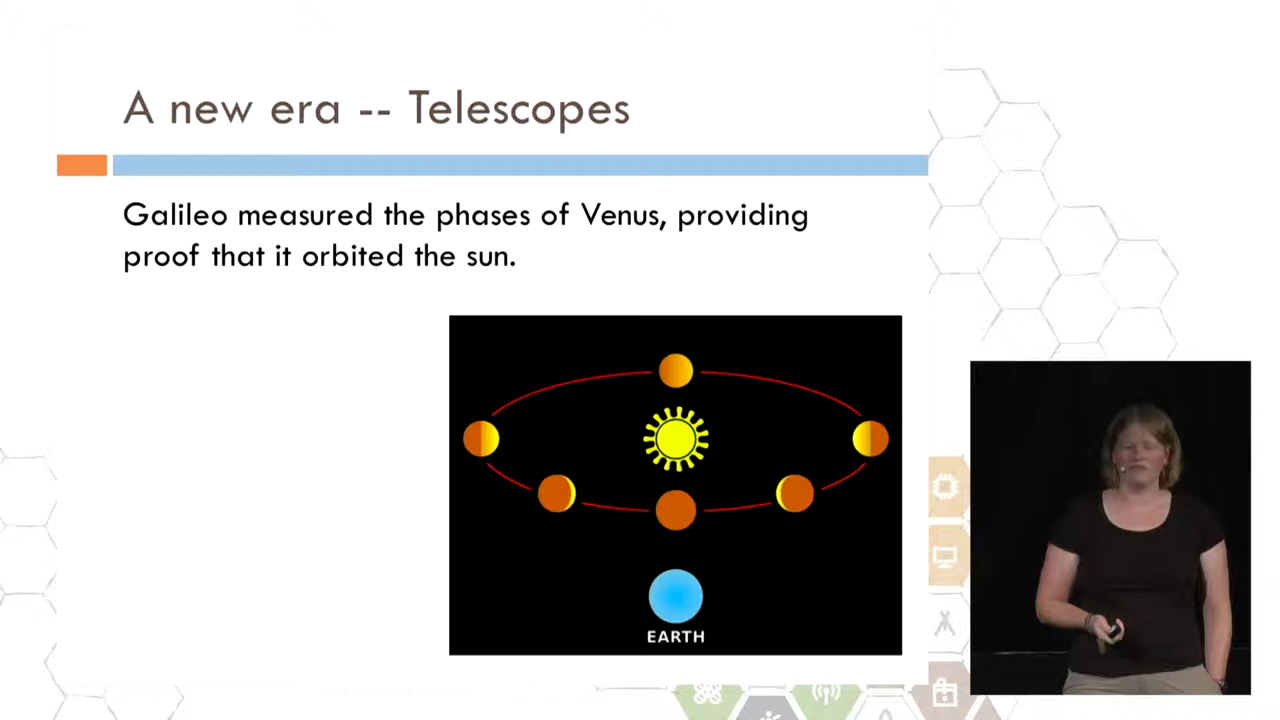 A new era -- Telescopes
Galileo measured the phases of Venus, providing
proof that it orbited the sun.
EARTH